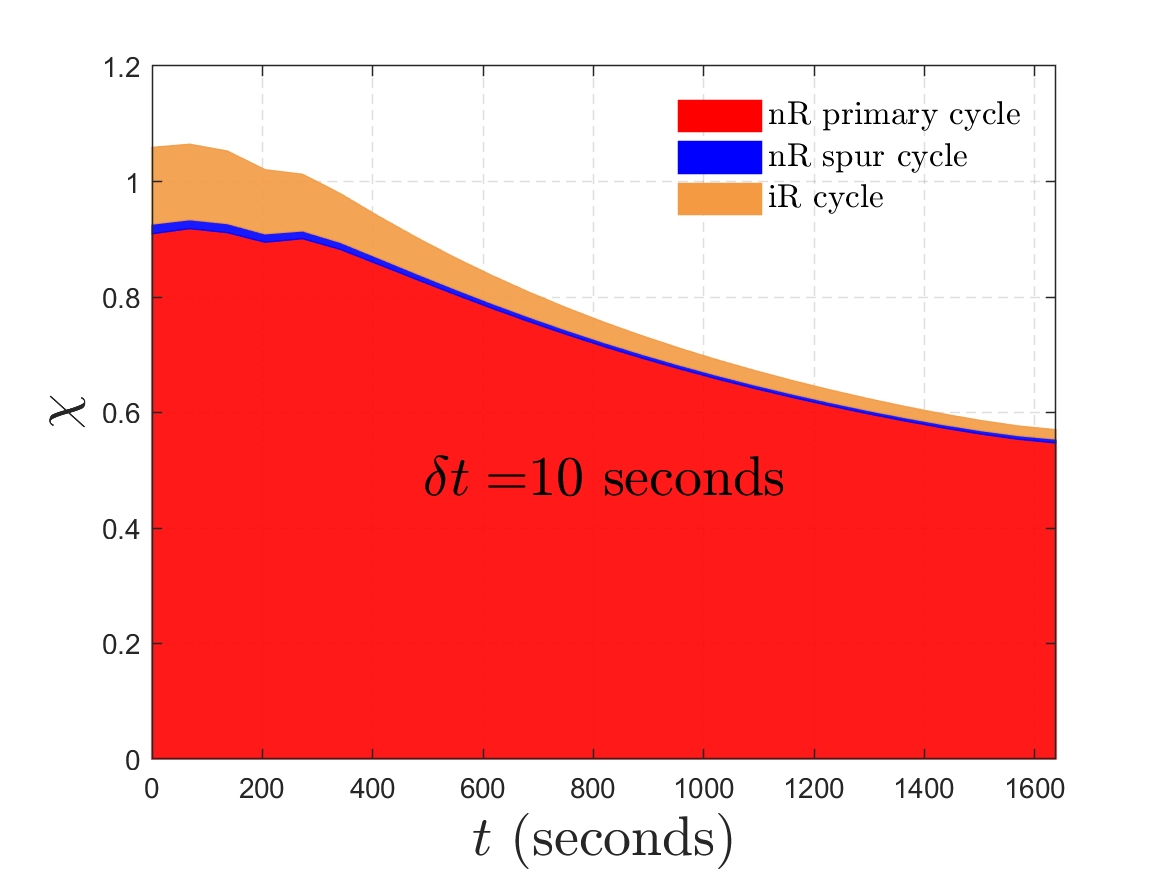 1.2
1
0.8
0.6
0.4
0.2
0
χ
nR primary cycle
nR spur cycle
iR cycle
δt =10 seconds
0 200 400 600 800 1000 1200 1400 1600
t (seconds)